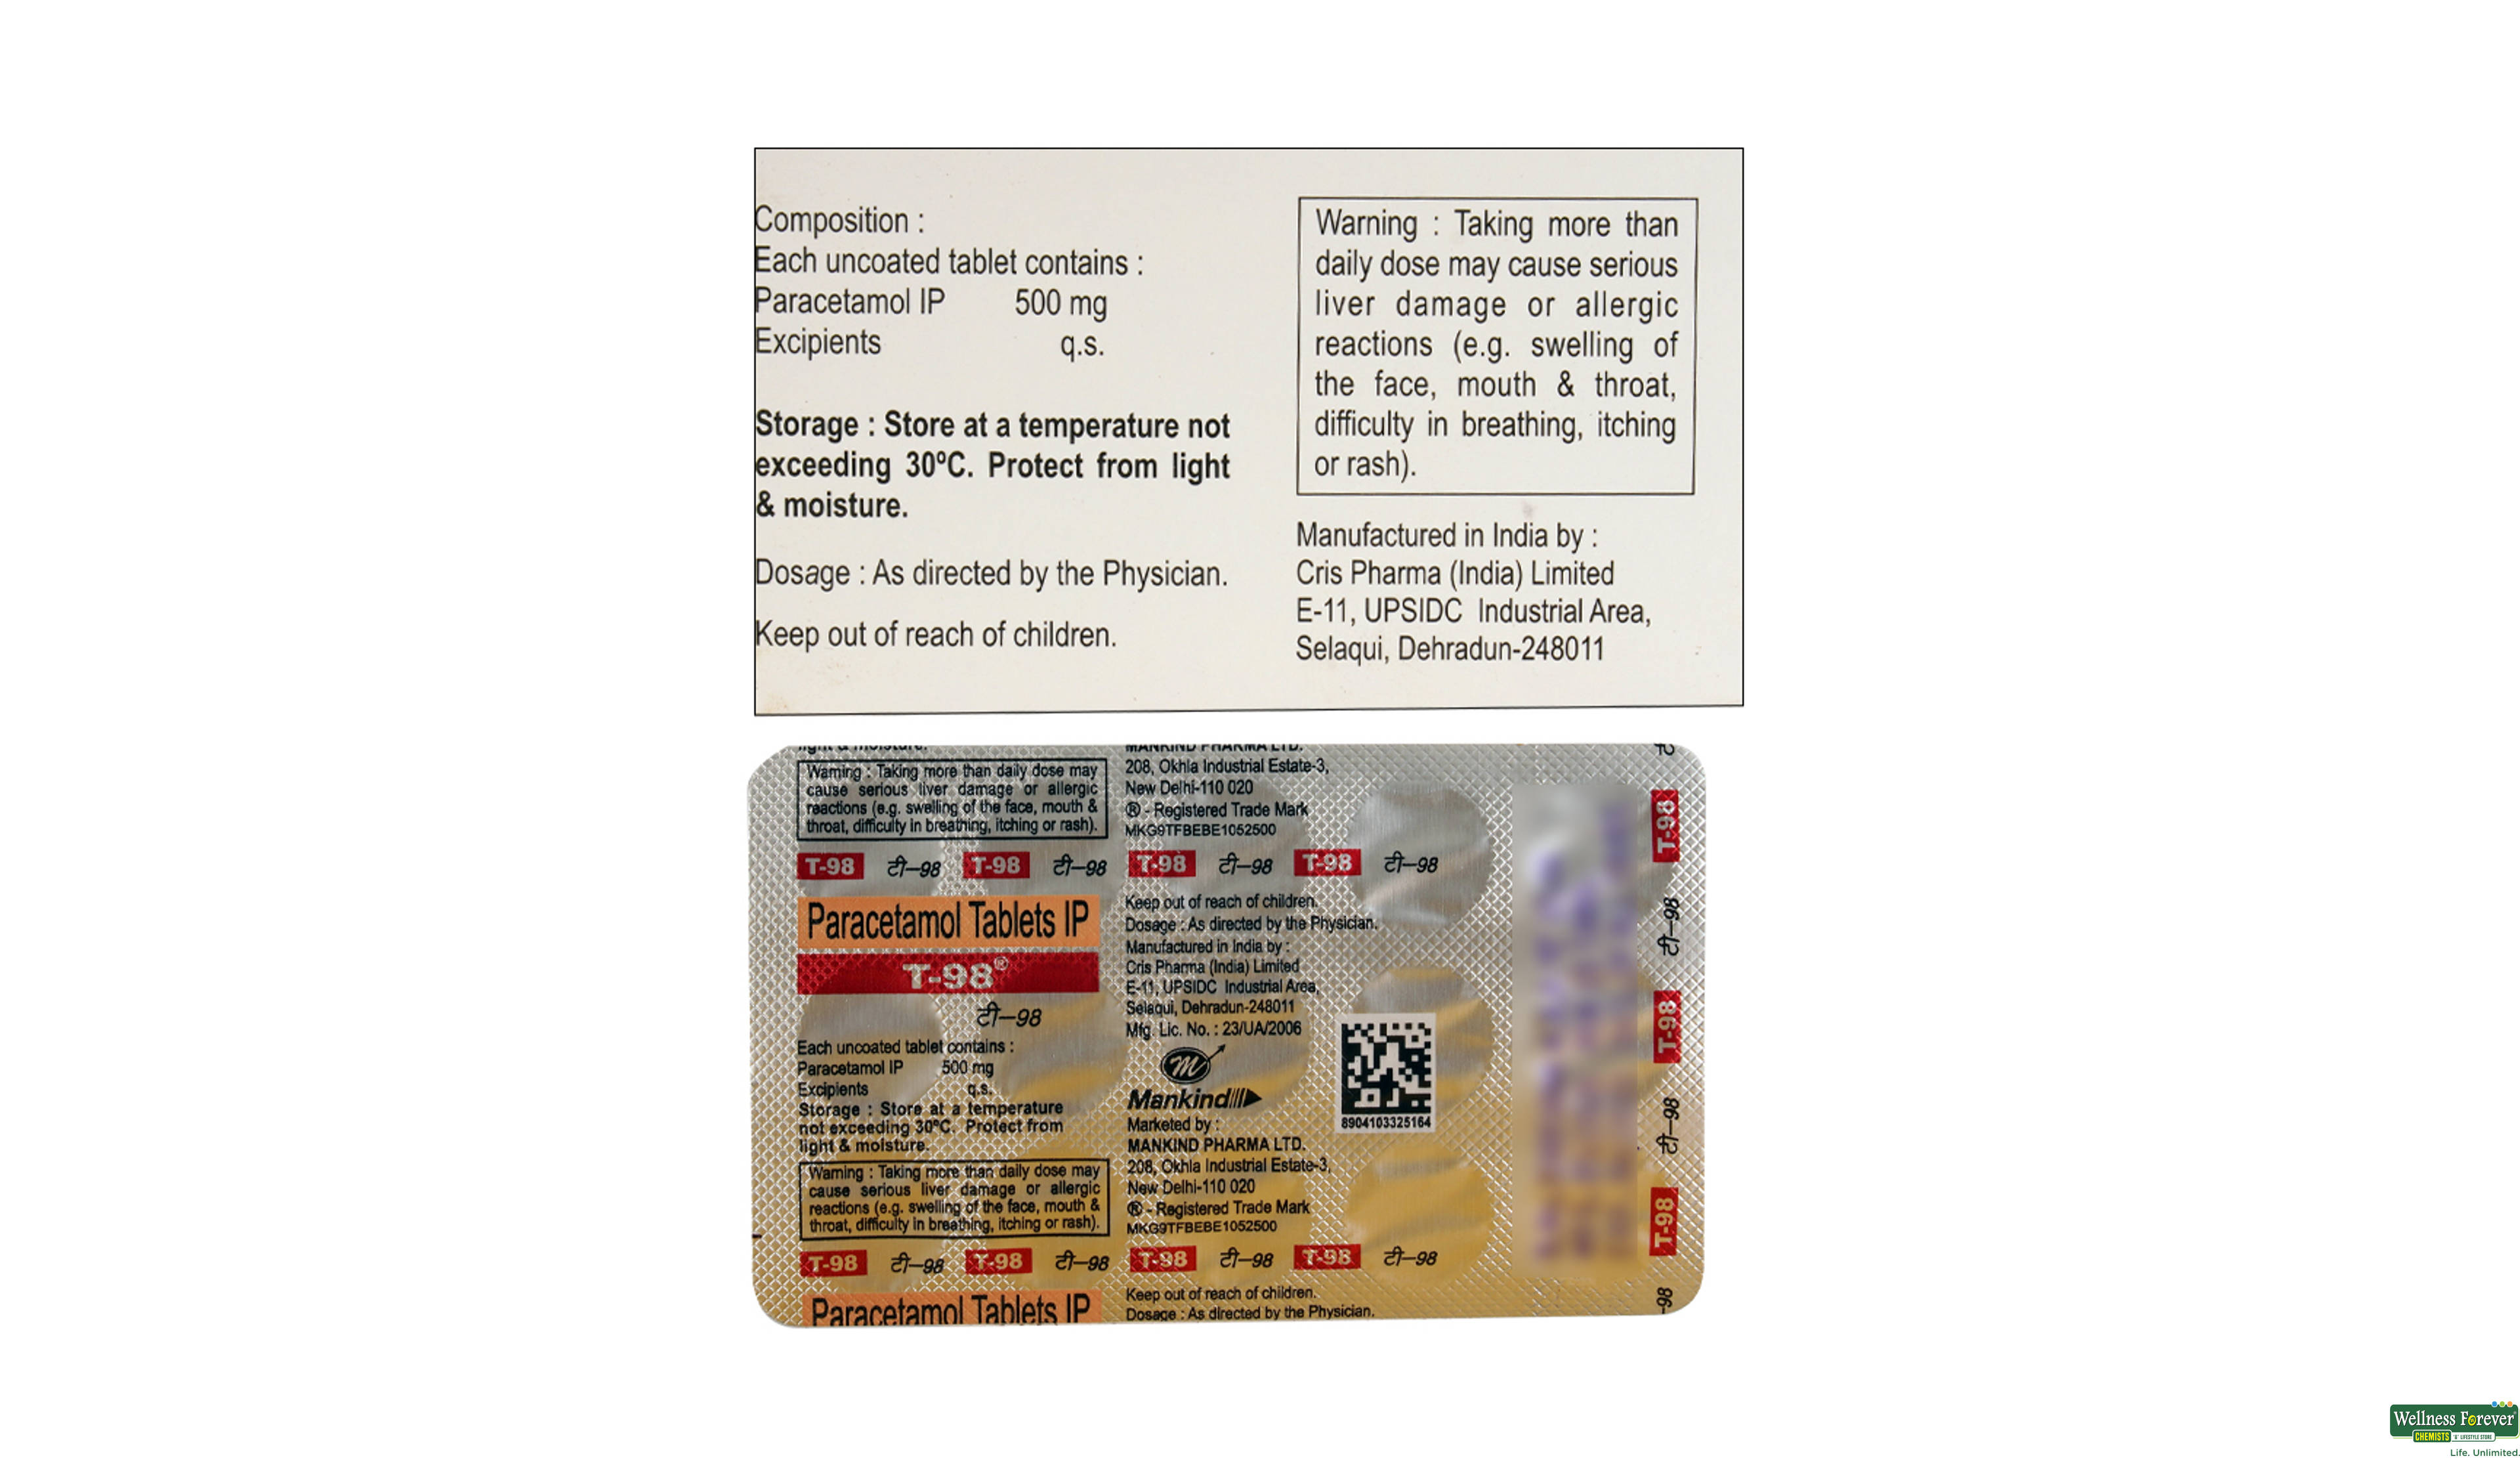 Composition :
Each uncoated tablet contains :
Paracetamol IP 500 mg
Excipients q.s.
Storage : Store at a temperature not
exceeding 30ºC. Protect from light
& moisture.
Dosage : As directed by the Physician.
Keep out of reach of children.
Warning : Taking more than
daily dose may cause serious
liver damage or allergic
reactions (e.g. swelling of
the face, mouth & throat,
difficulty in breathing, itching
or rash).
Manufactured in India by :
Cris Pharma (India) Limited
E-11, UPSIDC Industrial Area,
Selaqui, Dehradun-248011
light & moisture.
Warning : Taking more than daily dose may
cause serious liver damage or allergic
reactions (e.g. swelling of the face, mouth &
throat, difficulty in breathing, itching or rash).
MANKIND PHARMA LTD.
208, Okhla Industrial Estate-3,
New Delhi-110 020
® - Registered Trade Mark
MKG9TFBEBE1052500
T-98 टी–98 T-98 टी–98 T-98 टी–98 T-98 टी–98
Paracetamol Tablets IP
T-98®
टी–98
Each uncoated tablet contains :
Paracetamol IP 500 mg
Excipients q.s.
Storage : Store at a temperature
not exceeding 30ºC. Protect from
light & moisture.
Warning : Taking more than daily dose may
cause serious liver damage or allergic
reactions (e.g. swelling of the face, mouth &
throat, difficulty in breathing, itching or rash).
Keep out of reach of children.
Dosage : As directed by the Physician.
Manufactured in India by :
Cris Pharma (India) Limited
E-11, UPSIDC Industrial Area,
Selaqui, Dehradun-248011
Mfg. Lic. No. : 23/UA/2006
Mankind
Marketed by :
MANKIND PHARMA LTD.
208, Okhla Industrial Estate-3,
New Delhi-110 020
® - Registered Trade Mark
MKG9TFBEBE1052500
8904103325164
T-98 टी–98 T-98 टी–98 T-98 टी–98 T-98 टी–98
Paracetamol Tablets IP
Keep out of reach of children.
Dosage : As directed by the Physician.
T-98
टी–98
T-98
टी–98
T-98
-98
Wellness Forever
CHEMISTS & LIFESTYLE STORE
Life. Unlimited.